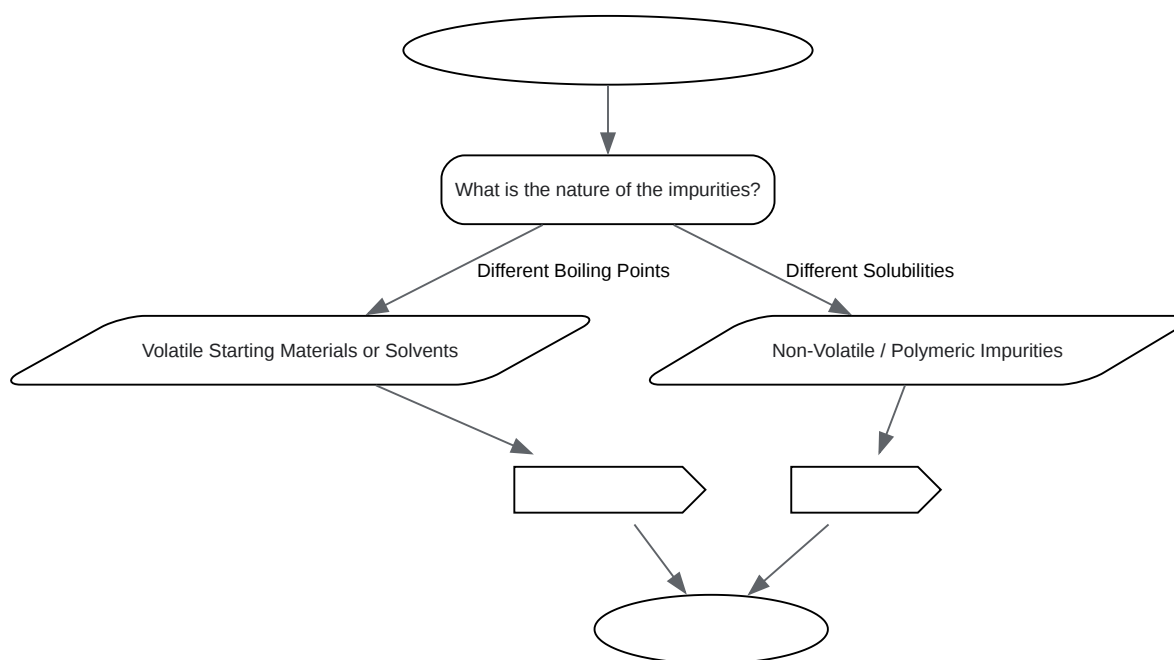 What is the nature of the impurities?
Different Boiling Points
Different Solubilities
Volatile Starting Materials or Solvents
Non-Volatile / Polymeric Impurities